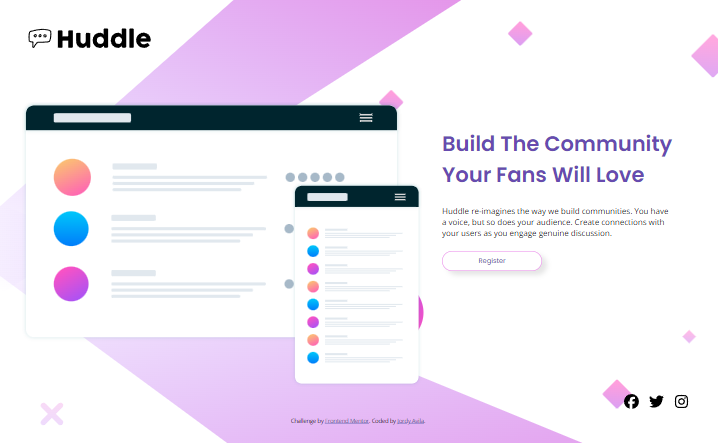 Huddle
Build The Community
Your Fans Will Love
Huddle re-imagines the way we build communities. You have
a voice, but so does your audience. Create connections with
your users as you engage genuine discussion.
Register
Challenge by Frontend Mentor. Coded by Jordy Avila.